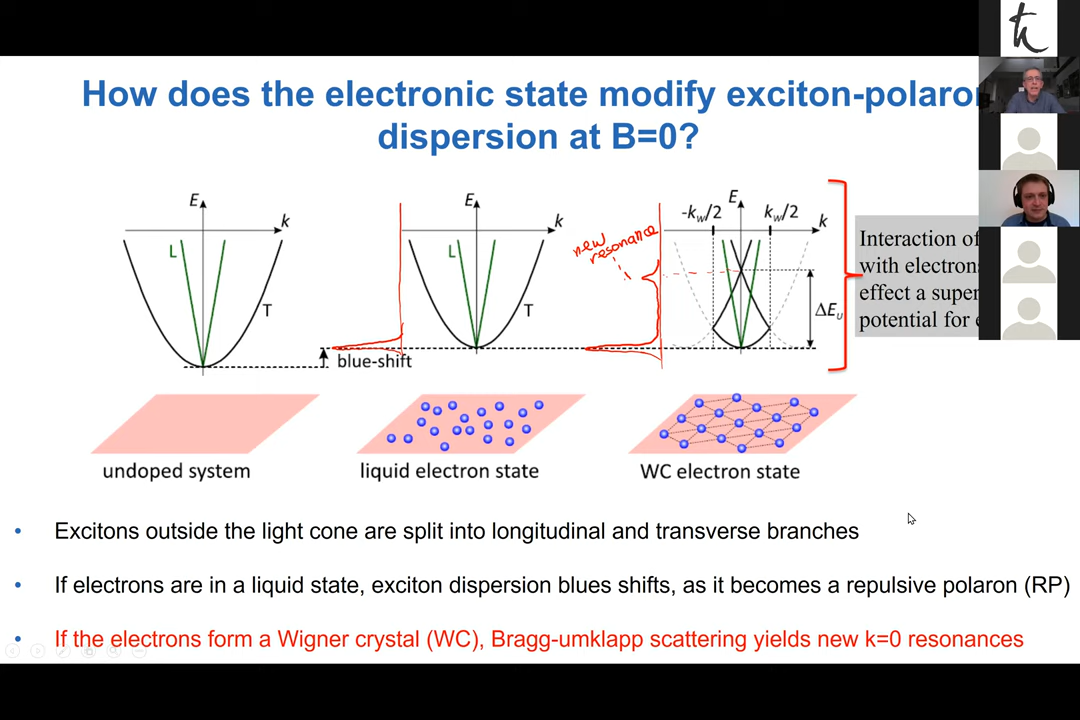 How does the electronic state modify exciton-polaron
dispersion at B=0?
E
k
L
T
blue-shift
E
k
L
T
new
resonance
-k_w/2
E
k_w/2
k
ΔE_U
Interaction of
with electron
effect a super
potential for e
undoped system
liquid electron state
WC electron state
• Excitons outside the light cone are split into longitudinal and transverse branches
• If electrons are in a liquid state, exciton dispersion blues shifts, as it becomes a repulsive polaron (RP)
• If the electrons form a Wigner crystal (WC), Bragg-umklapp scattering yields new k=0 resonances